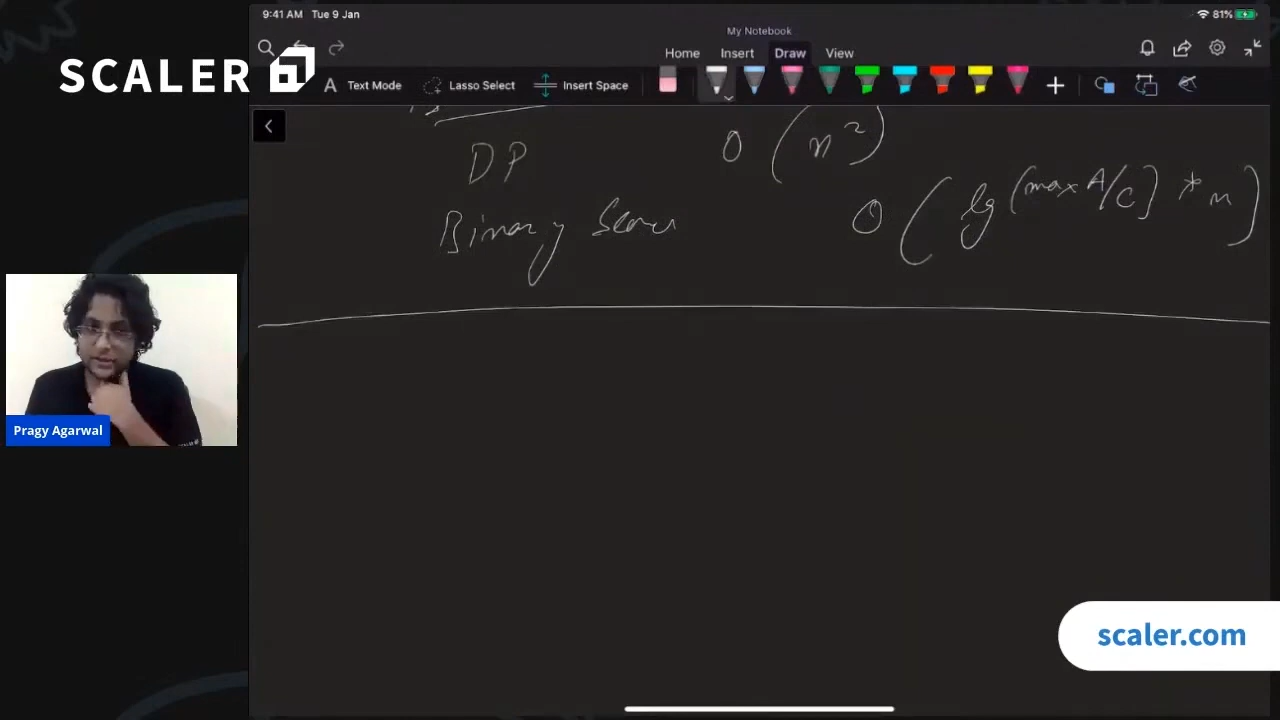 9:41 AM Tue 9 Jan
81%
My Notebook
SCALER
Home Insert Draw View
A Text Mode Lasso Select Insert Space
DP O (n²)
Binary Sear O (lg (max A/C) * n)
Pragy Agarwal
scaler.com